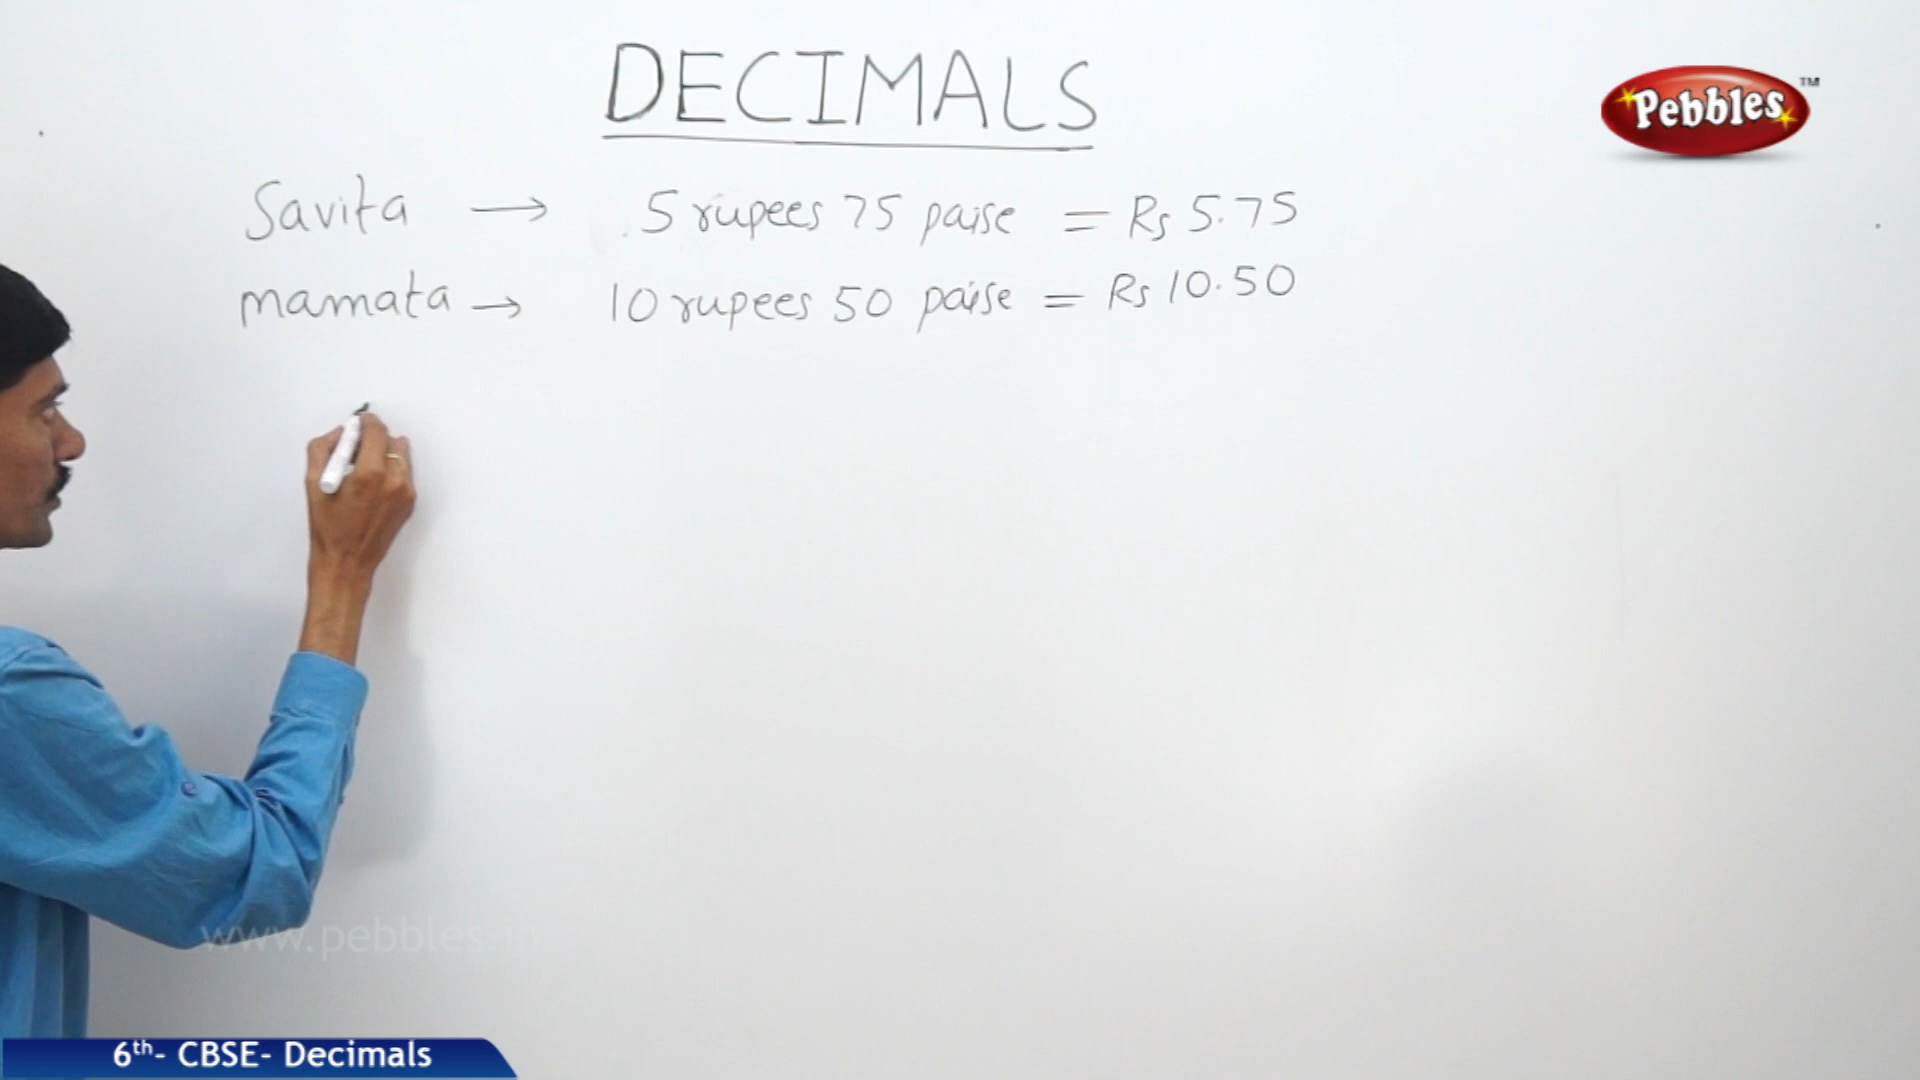 DECIMALS
Pebbles TM
Savita → 5 rupees 75 paise = Rs 5.75
mamata → 10 rupees 50 paise = Rs 10.50
www.pebbles.in
6th- CBSE- Decimals